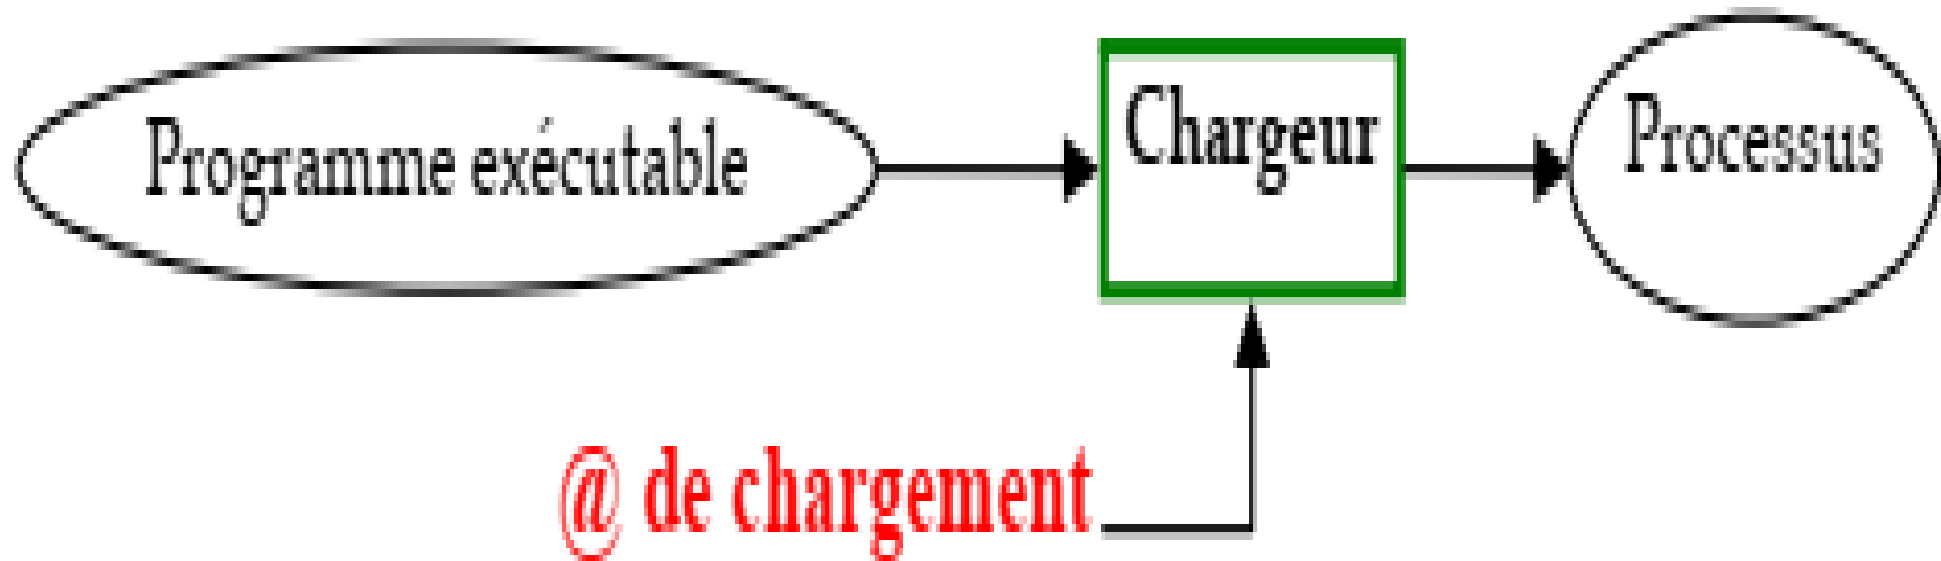 Programme exécutable
Chargeur
Processus
@ de chargement